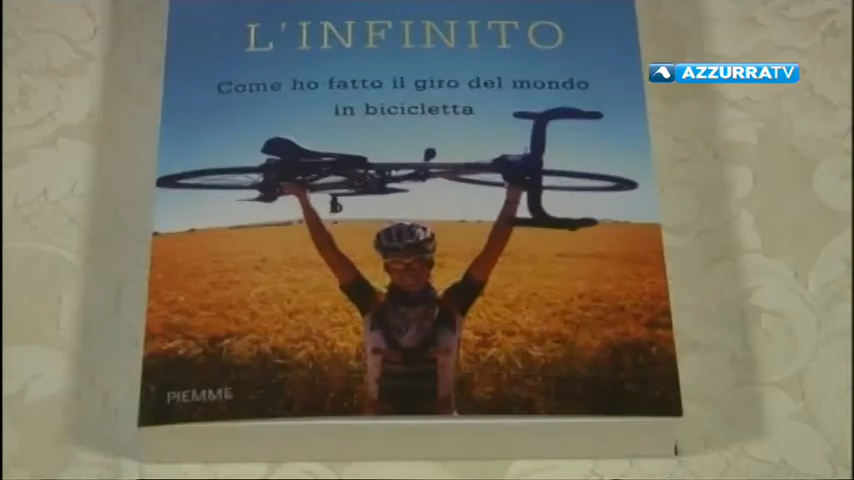 L'INFINITO
AZZURRATV
Come ho fatto il giro del mondo
in bicicletta
PIEMME